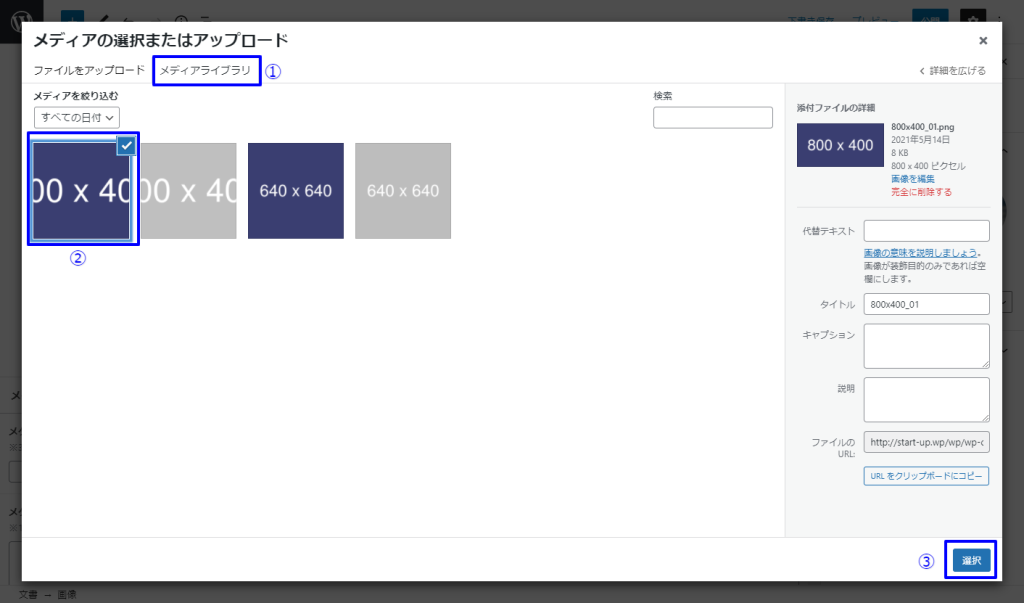 メディアの選択またはアップロード
×
ファイルをアップロード
メディアライブラリ
①
詳細を広げる
メディアを絞り込む
すべての日付
検索
00 x 40
00 x 40
640 x 640
640 x 640
②
添付ファイルの詳細
800 x 400
800x400_01.png
2021年5月14日
8 KB
800 x 400 ピクセル
画像を編集
完全に削除する
代替テキスト
画像の意味を説明しましょう。
画像が装飾目的のみであれば空
欄にします。
タイトル
800x400_01
キャプション
説明
ファイルの
URL:
http://start-up.wp/wp/wp-c
URL をクリップボードにコピー
③
選択
文書 → 画像